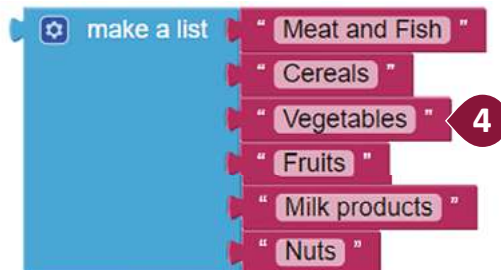 make a list " Meat and Fish "
" Cereals "
" Vegetables " 4
" Fruits "
" Milk products "
" Nuts "